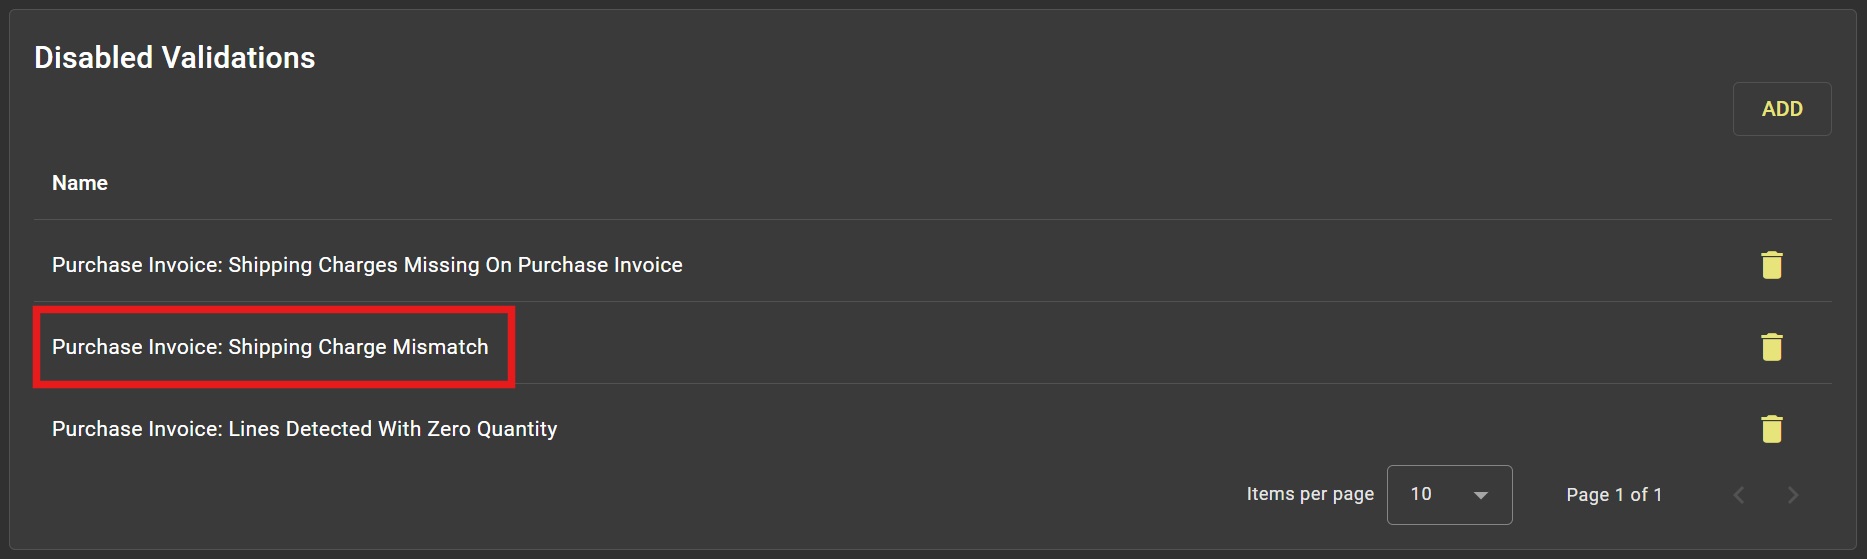 Disabled Validations
ADD
Name
Purchase Invoice: Shipping Charges Missing On Purchase Invoice
Purchase Invoice: Shipping Charge Mismatch
Purchase Invoice: Lines Detected With Zero Quantity
Items per page 10 Page 1 of 1